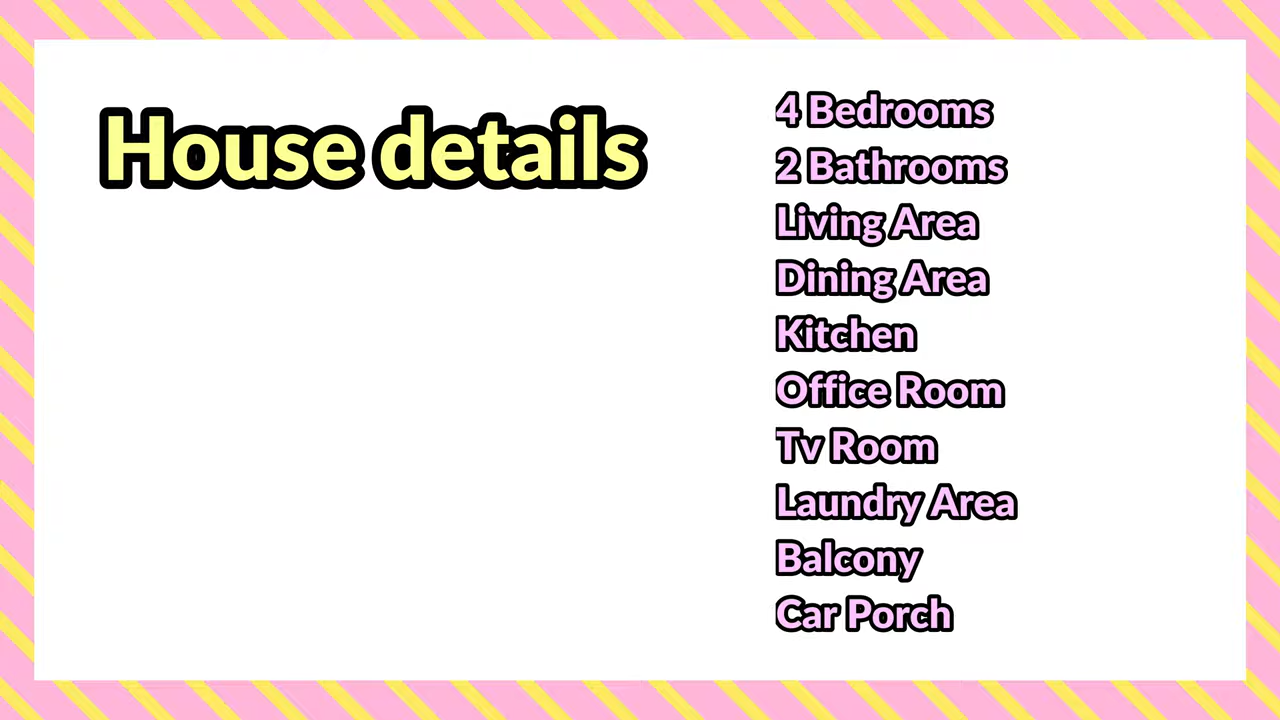 House details
4 Bedrooms
2 Bathrooms
Living Area
Dining Area
Kitchen
Office Room
Tv Room
Laundry Area
Balcony
Car Porch